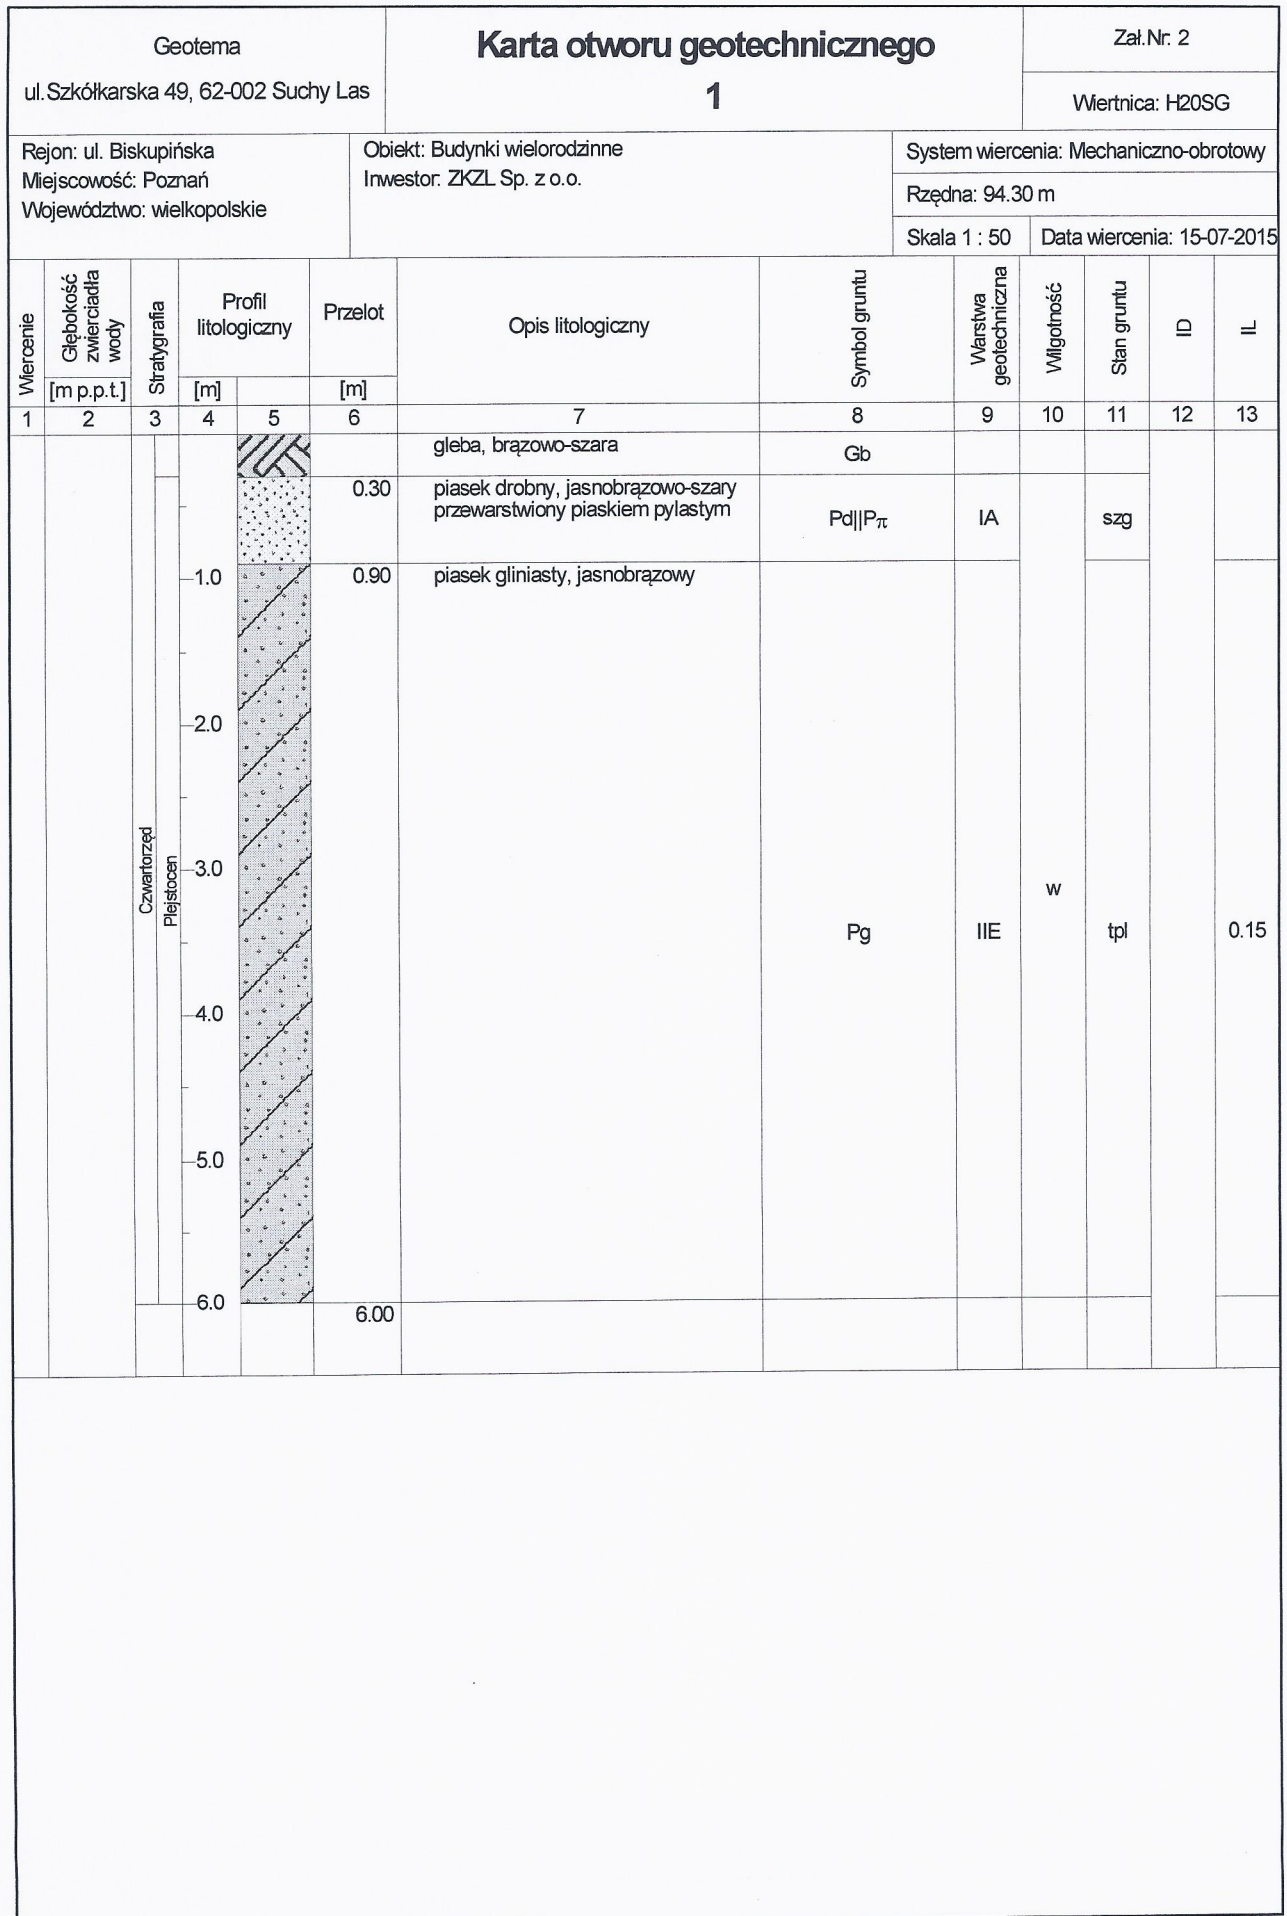 Geotema
ul.Szkółkarska 49, 62-002 Suchy Las
Karta otworu geotechnicznego
1
Zał.Nr: 2
Wiertnica: H20SG
Rejon: ul. Biskupińska
Miejscowość: Poznań
Województwo: wielkopolskie
Obiekt: Budynki wielorodzinne
Inwestor: ZKZL Sp. z o.o.
System wiercenia: Mechaniczno-obrotowy
Rzędna: 94.30 m
Skala 1 : 50
Data wiercenia: 15-07-2015
Wiercenie
Głębokość
zwierciadła
wody
[m p.p.t.]
Stratygrafia
Profil
litologiczny
[m]
Przelot
[m]
Opis litologiczny
Symbol gruntu
Warstwa
geotechniczna
Wilgotność
Stan gruntu
ID
IL
1 2 3 4 5 6 7 8 9 10 11 12 13
gleba, brązowo-szara
Gb
0.30
piasek drobny, jasnobrązowo-szary
przewarstwiony piaskiem pylastym
Pd||Pπ
IA
szg
1.0
0.90
piasek gliniasty, jasnobrązowy
2.0
Czwartorzęd
Plejstocen
3.0
w
Pg
IIE
tpl
0.15
4.0
5.0
6.0
6.00